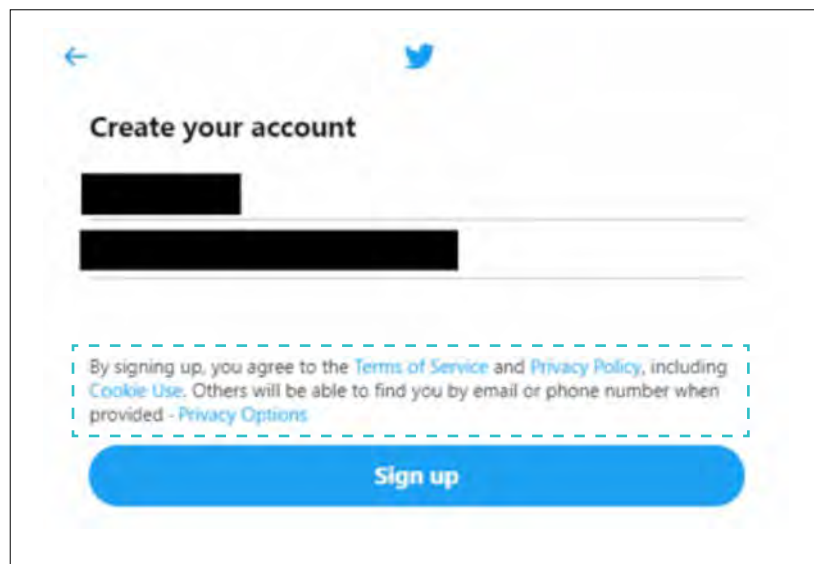 Create your account
By signing up, you agree to the Terms of Service and Privacy Policy, including
Cookie Use. Others will be able to find you by email or phone number when
provided - Privacy Options
Sign up